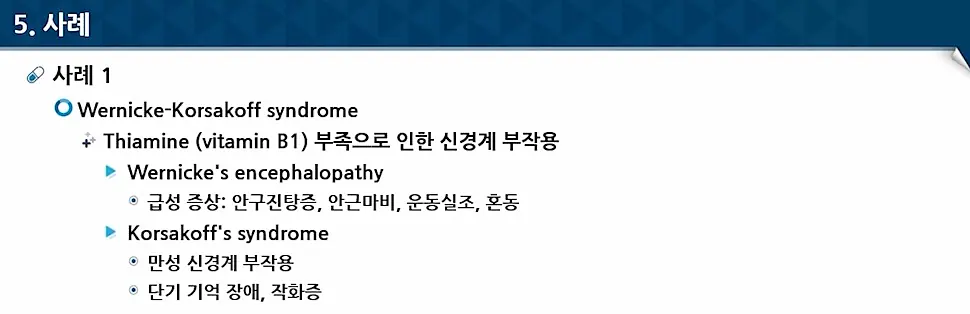 5. 사례
사례 1
Wernicke-Korsakoff syndrome
Thiamine (vitamin B1) 부족으로 인한 신경계 부작용
Wernicke's encephalopathy
급성 증상: 안구진탕증, 안근마비, 운동실조, 혼동
Korsakoff's syndrome
만성 신경계 부작용
단기 기억 장애, 작화증